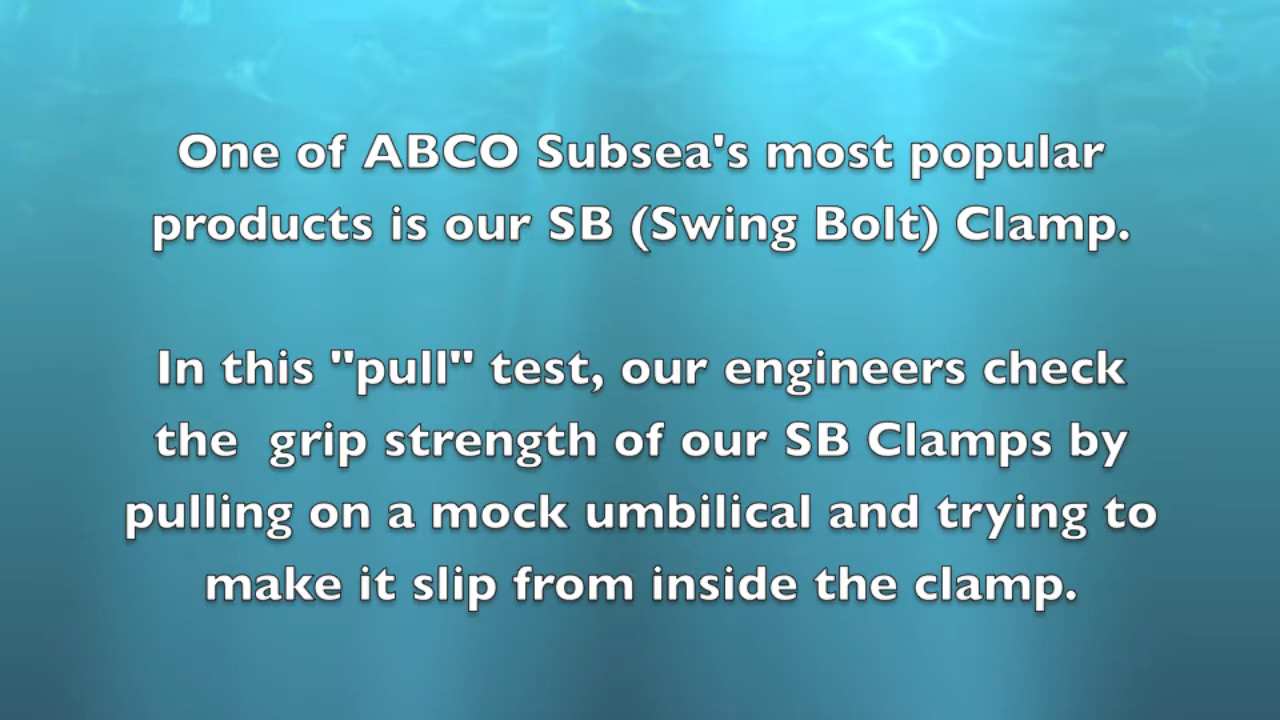 One of ABCO Subsea's most popular
products is our SB (Swing Bolt) Clamp.
In this "pull" test, our engineers check
the  grip strength of our SB Clamps by
pulling on a mock umbilical and trying to
make it slip from inside the clamp.